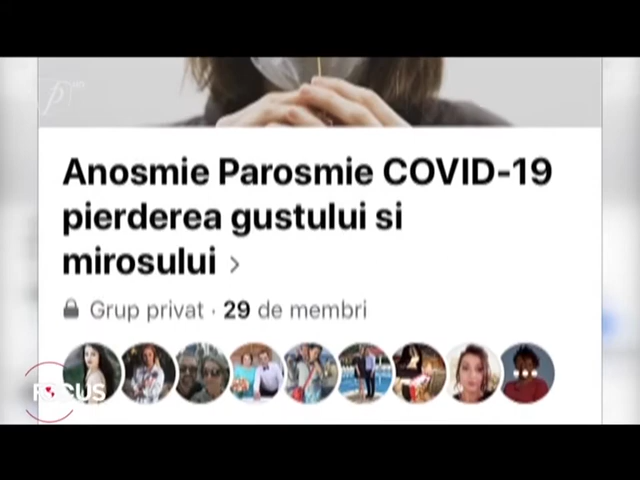 Anosmie Parosmie COVID-19
pierderea gustului si
mirosului >
Grup privat · 29 de membri
FOCUS